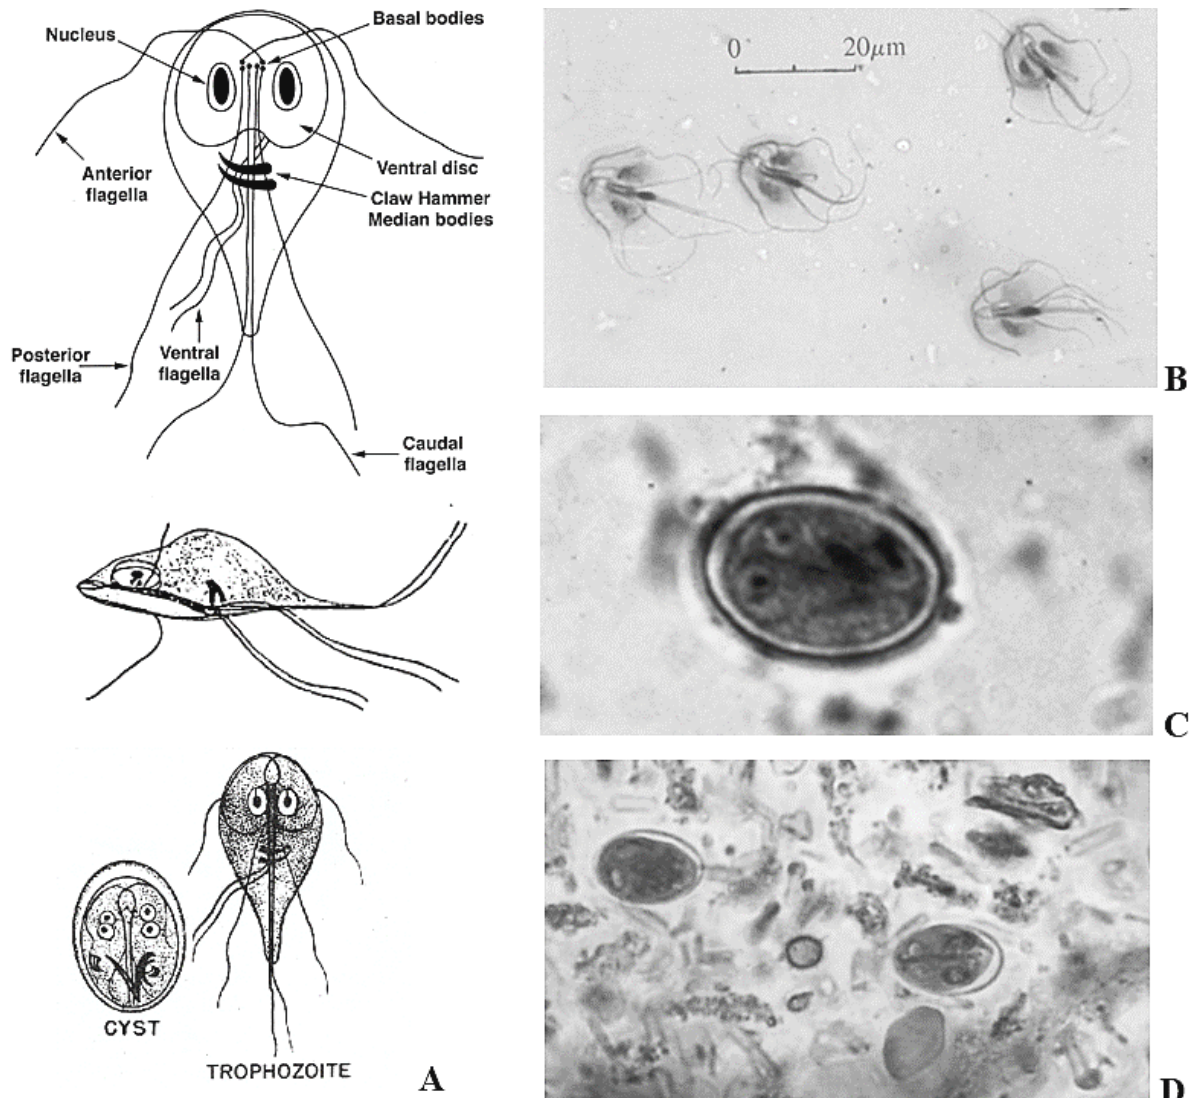 Basal bodies
Nucleus
Anterior
flagella
Ventral disc
Claw Hammer
Median bodies
Posterior
flagella
Ventral
flagella
Caudal
flagella
CYST
TROPHOZOITE
A
0 20µm
B
C
D